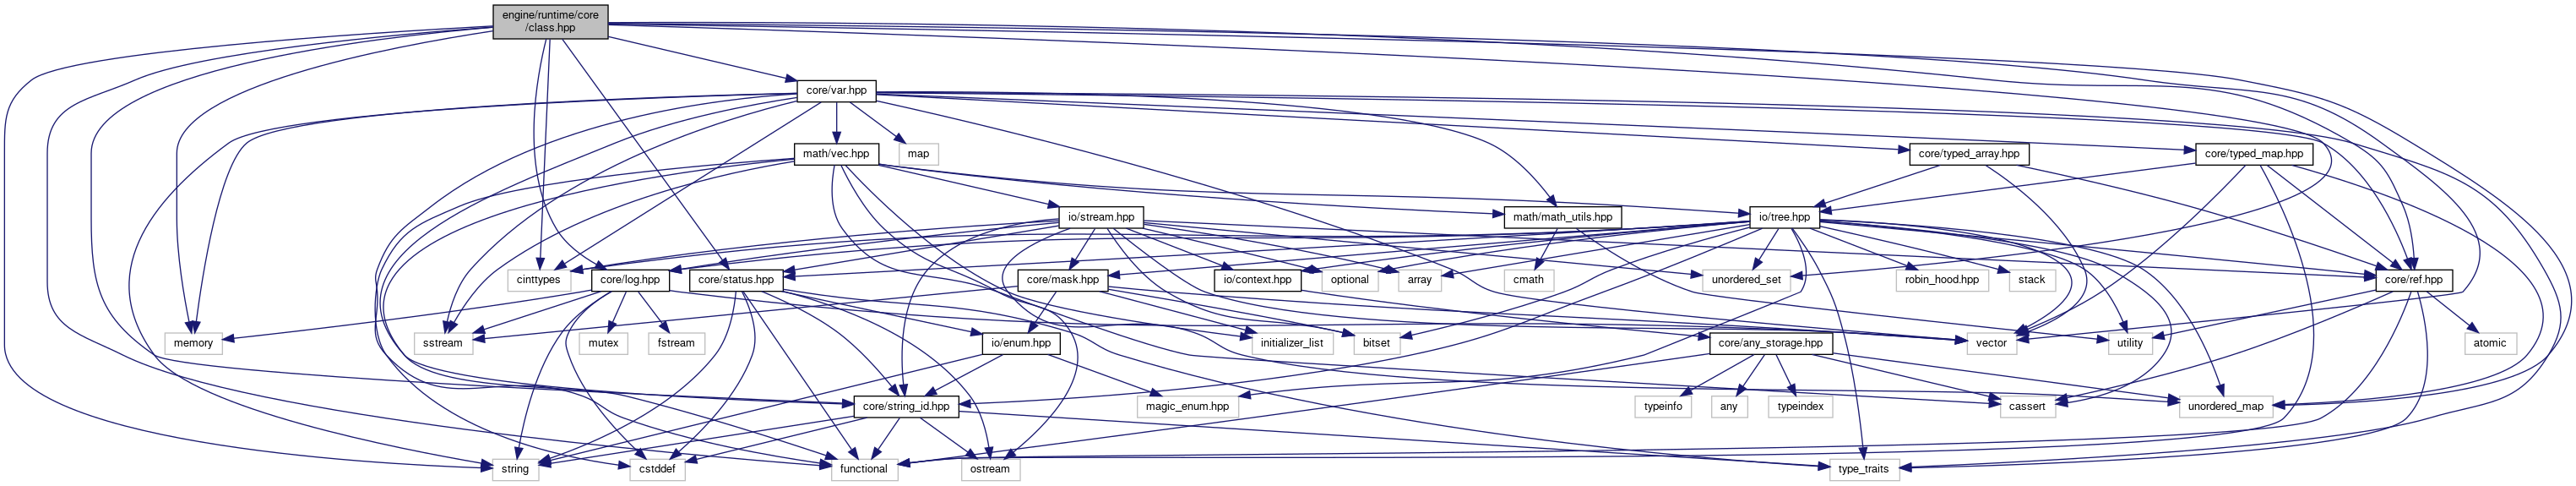 engine/runtime/core
/class.hpp
core/var.hpp
math/vec.hpp
map
core/typed_array.hpp
core/typed_map.hpp
io/stream.hpp
math/math_utils.hpp
io/tree.hpp
cinttypes
core/log.hpp
core/status.hpp
core/mask.hpp
io/context.hpp
optional
array
cmath
unordered_set
robin_hood.hpp
stack
core/ref.hpp
memory
sstream
mutex
fstream
io/enum.hpp
initializer_list
bitset
core/any_storage.hpp
vector
utility
atomic
core/string_id.hpp
magic_enum.hpp
typeinfo
any
typeindex
cassert
unordered_map
string
cstddef
functional
ostream
type_traits